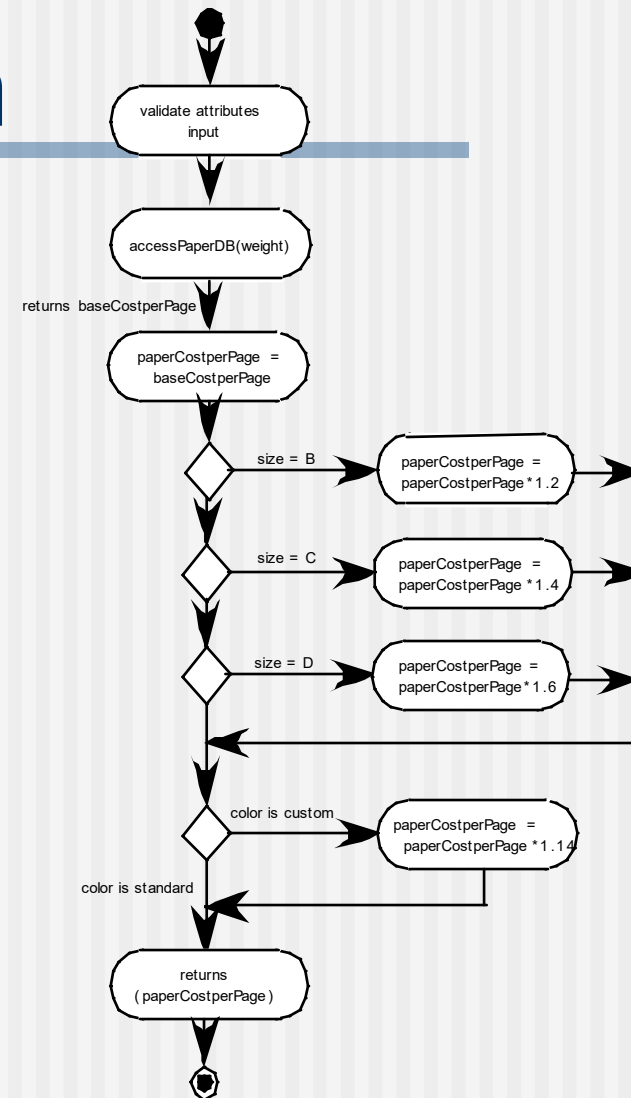 validate attributes
input
accessPaperDB(weight)
returns baseCostperPage
paperCostperPage =
baseCostperPage
size = B
paperCostperPage =
paperCostperPage * 1.2
size = C
paperCostperPage =
paperCostperPage * 1.4
size = D
paperCostperPage =
paperCostperPage * 1.6
color is custom
paperCostperPage =
paperCostperPage * 1.14
color is standard
returns
( paperCostperPage )